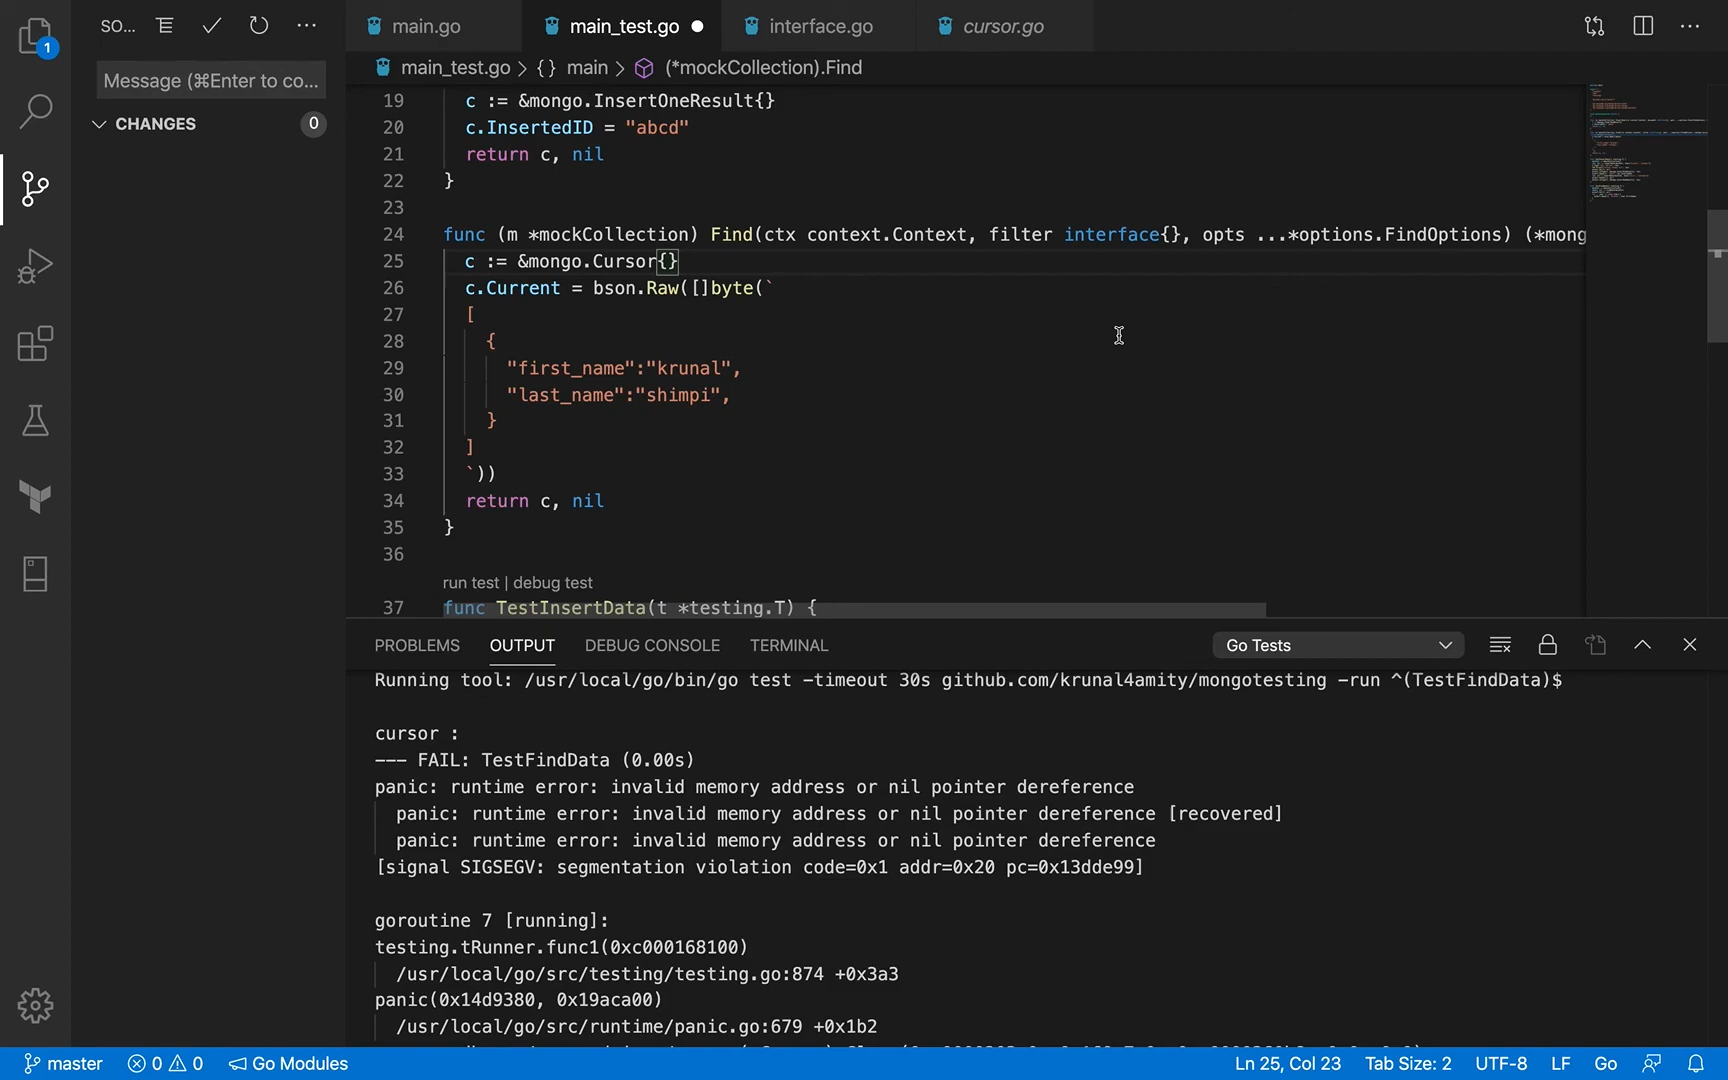 SO...
main.go
main_test.go
interface.go
cursor.go
1
Message (⌘Enter to co...
main_test.go > {} main > (*mockCollection).Find
CHANGES 0
19 c := &mongo.InsertOneResult{}
20 c.InsertedID = "abcd"
21 return c, nil
22 }
23
24 func (m *mockCollection) Find(ctx context.Context, filter interface{}, opts ...*options.FindOptions) (*mong
25 c := &mongo.Cursor{}
26 c.Current = bson.Raw([]byte(`
27 [
28 {
29 "first_name":"krunal",
30 "last_name":"shimpi",
31 }
32 ]
33 `))
34 return c, nil
35 }
36
run test | debug test
37 func TestInsertData(t *testing.T) {
PROBLEMS OUTPUT DEBUG CONSOLE TERMINAL Go Tests
Running tool: /usr/local/go/bin/go test -timeout 30s github.com/krunal4amity/mongotesting -run ^(TestFindData)$
cursor :
--- FAIL: TestFindData (0.00s)
panic: runtime error: invalid memory address or nil pointer dereference
panic: runtime error: invalid memory address or nil pointer dereference [recovered]
panic: runtime error: invalid memory address or nil pointer dereference
[signal SIGSEGV: segmentation violation code=0x1 addr=0x20 pc=0x13dde99]
goroutine 7 [running]:
testing.tRunner.func1(0xc000168100)
/usr/local/go/src/testing/testing.go:874 +0x3a3
panic(0x14d9380, 0x19aca00)
/usr/local/go/src/runtime/panic.go:679 +0x1b2
master 0 0 Go Modules Ln 25, Col 23 Tab Size: 2 UTF-8 LF Go